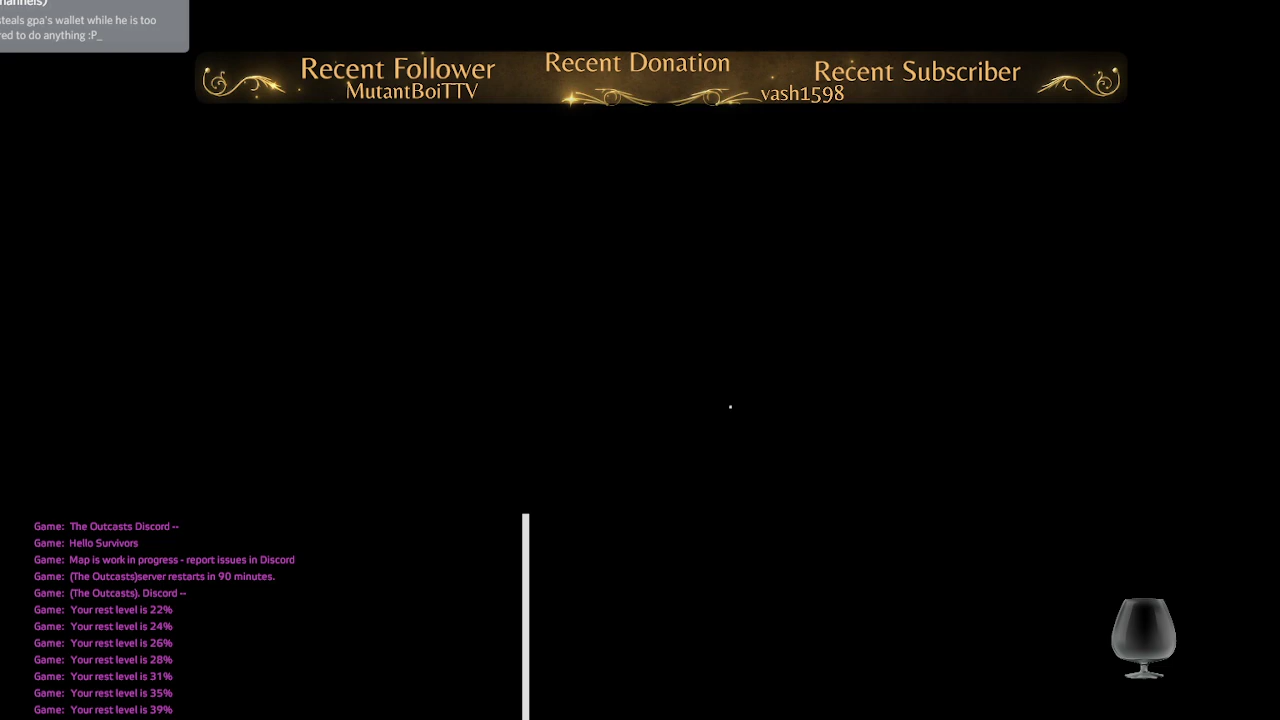 steals gpa's wallet while he is too
to do anything :P_
Recent Follower
MutantBoiTTV
Recent Donation
Recent Subscriber
vash1598
Game: The Outcasts Discord --
Game: Hello Survivors
Game: Map is work in progress - report issues in Discord
Game: (The Outcasts)server restarts in 90 minutes.
Game: (The Outcasts). Discord --
Game: Your rest level is 22%
Game: Your rest level is 24%
Game: Your rest level is 26%
Game: Your rest level is 28%
Game: Your rest level is 31%
Game: Your rest level is 35%
Game: Your rest level is 39%